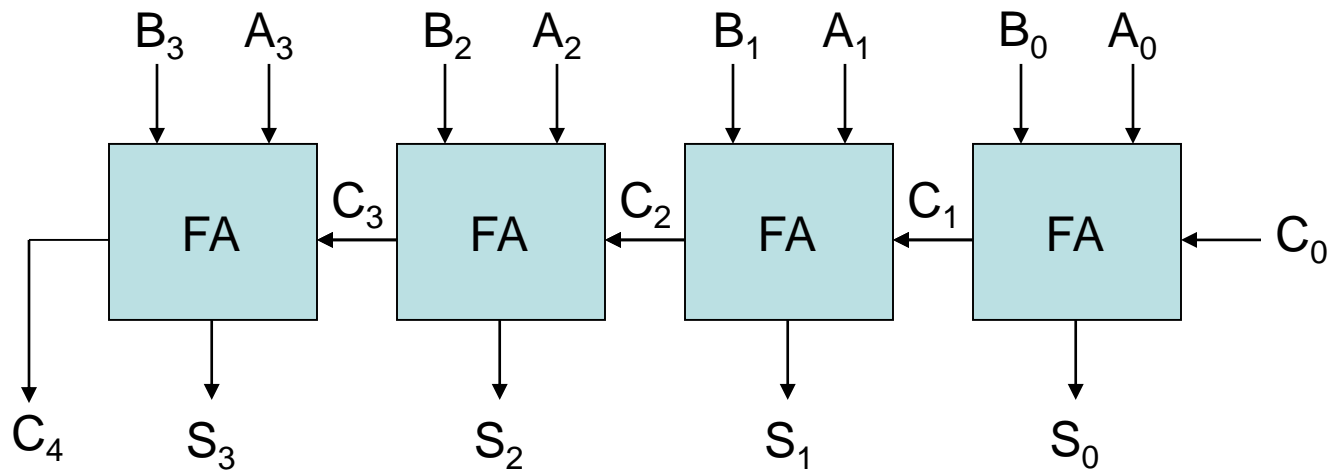 B₃ A₃ B₂ A₂ B₁ A₁ B₀ A₀
C₃ C₂ C₁
FA FA FA FA C₀
C₄ S₃ S₂ S₁ S₀